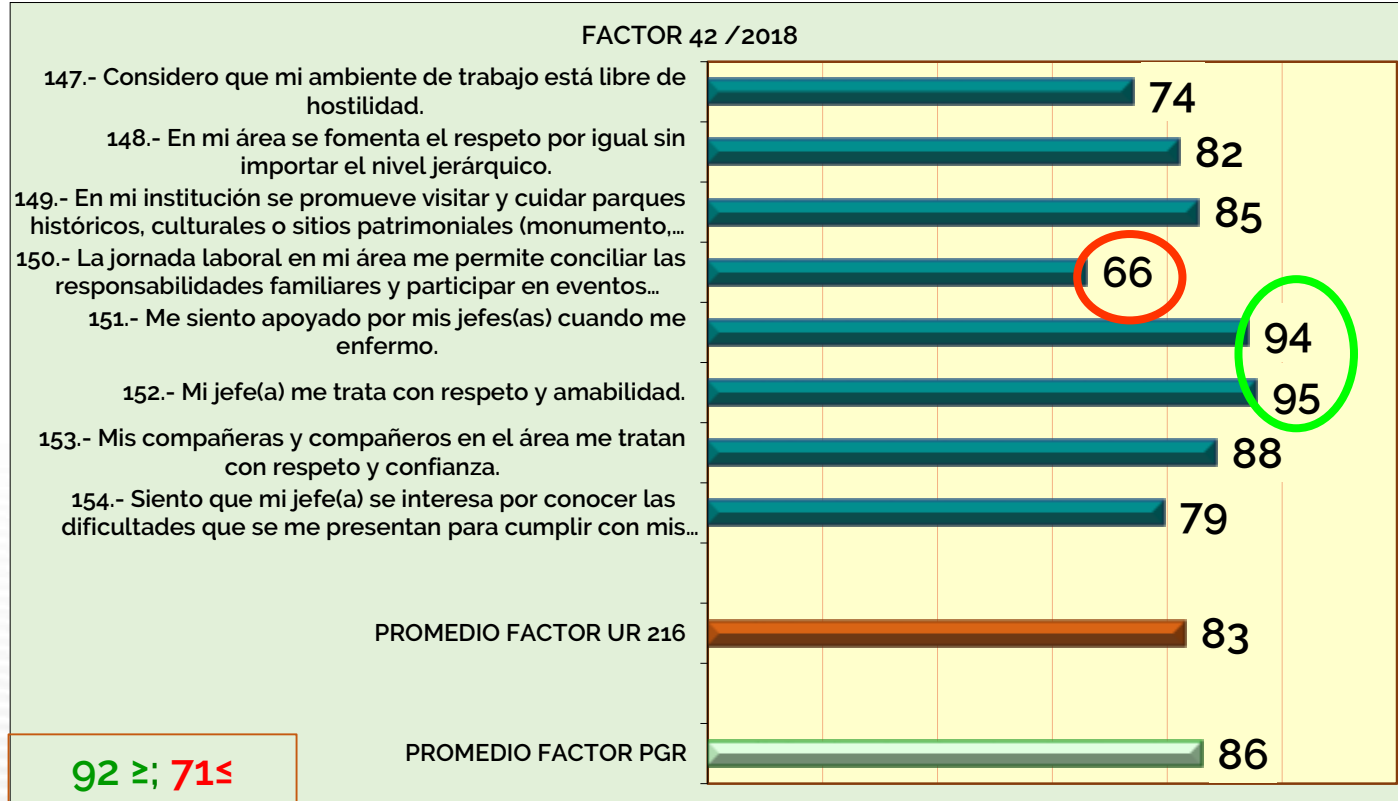 FACTOR 42 /2018
147.- Considero que mi ambiente de trabajo está libre de
hostilidad.
74
148.- En mi área se fomenta el respeto por igual sin
importar el nivel jerárquico.
82
149.- En mi institución se promueve visitar y cuidar parques
históricos, culturales o sitios patrimoniales (monumento,...
85
150.- La jornada laboral en mi área me permite conciliar las
responsabilidades familiares y participar en eventos...
66
151.- Me siento apoyado por mis jefes(as) cuando me
enfermo.
94
152.- Mi jefe(a) me trata con respeto y amabilidad.
95
153.- Mis compañeras y compañeros en el área me tratan
con respeto y confianza.
88
154.- Siento que mi jefe(a) se interesa por conocer las
dificultades que se me presentan para cumplir con mis...
79
PROMEDIO FACTOR UR 216
83
PROMEDIO FACTOR PGR
86
92 ≥; 71≤